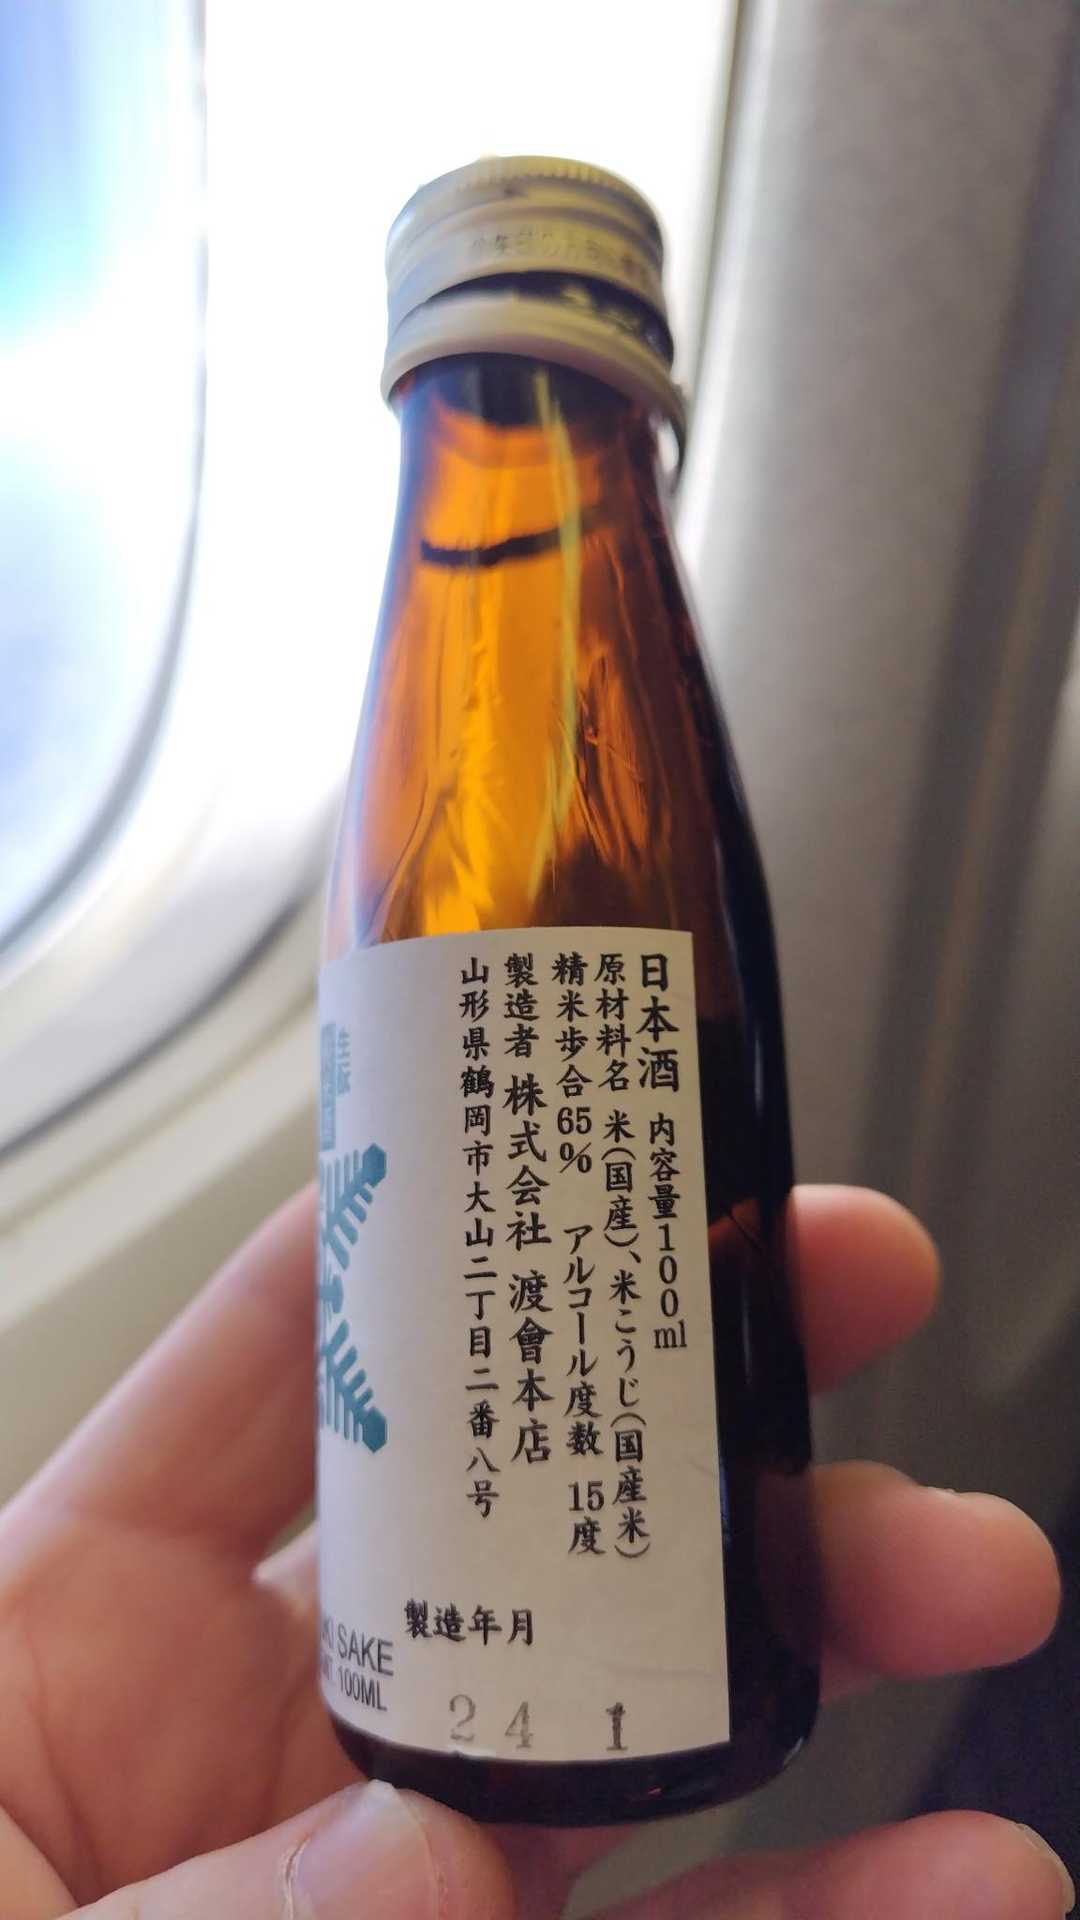 日本酒 内容量100ml
原材料名 米(国産)、米こうじ(国産米)
精米歩合65% アルコール度数 15度
製造者 株式会社 渡會本店
山形県鶴岡市大山二丁目二番八号
製造年月
24 1
生酛
SAKE
100ML